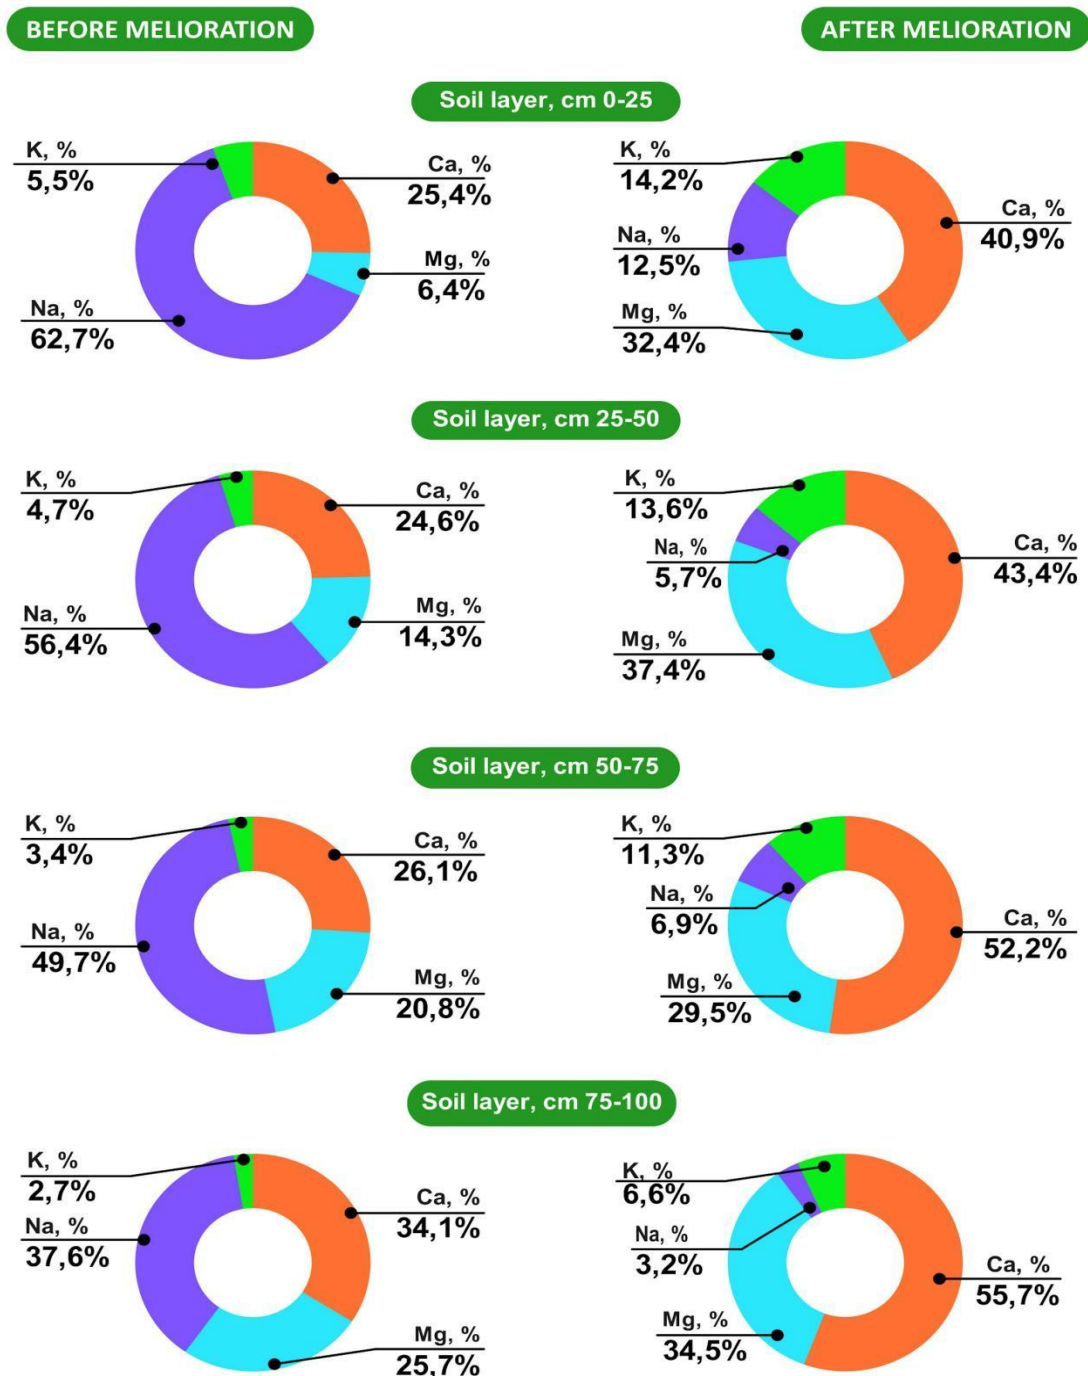 BEFORE MELIORATION
AFTER MELIORATION
Soil layer, cm 0-25
K, %
5,5%
Ca, %
25,4%
Mg, %
6,4%
Na, %
62,7%
K, %
14,2%
Na, %
12,5%
Mg, %
32,4%
Ca, %
40,9%
Soil layer, cm 25-50
K, %
4,7%
Ca, %
24,6%
Na, %
56,4%
Mg, %
14,3%
K, %
13,6%
Na, %
5,7%
Mg, %
37,4%
Ca, %
43,4%
Soil layer, cm 50-75
K, %
3,4%
Ca, %
26,1%
Na, %
49,7%
Mg, %
20,8%
K, %
11,3%
Na, %
6,9%
Mg, %
29,5%
Ca, %
52,2%
Soil layer, cm 75-100
K, %
2,7%
Ca, %
34,1%
Na, %
37,6%
Mg, %
25,7%
K, %
6,6%
Na, %
3,2%
Mg, %
34,5%
Ca, %
55,7%